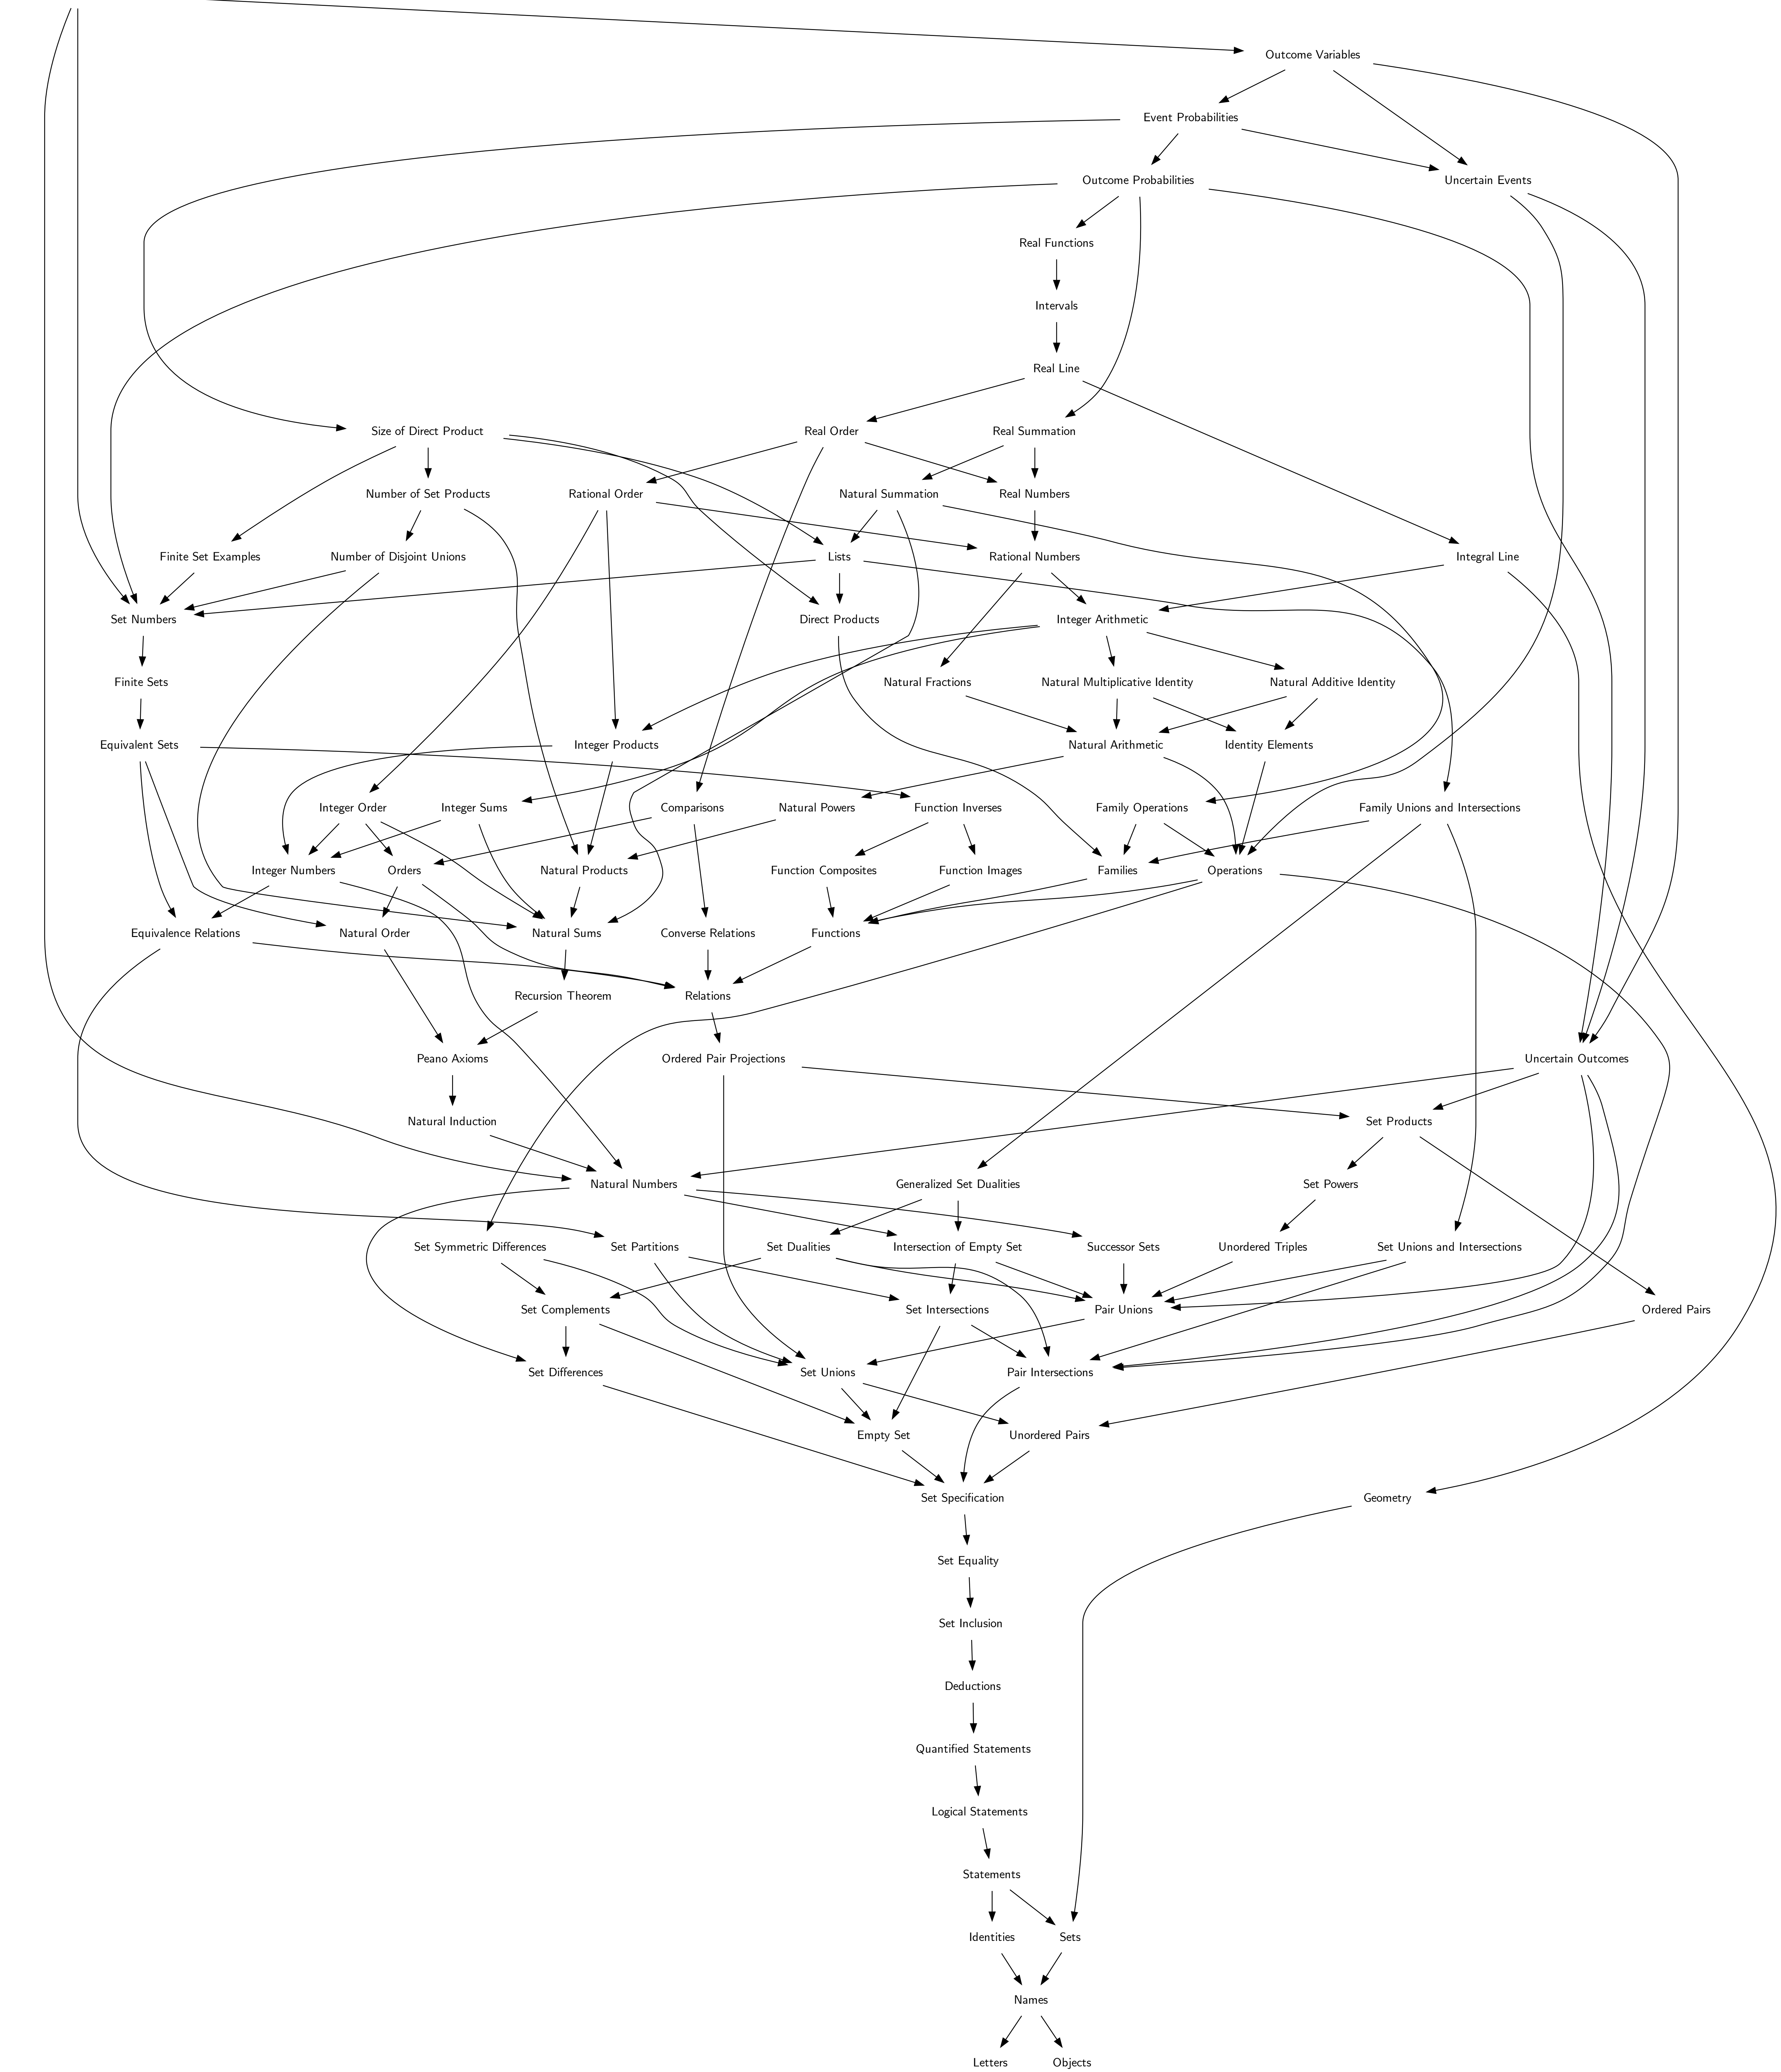 Outcome Variables
Event Probabilities
Outcome Probabilities
Uncertain Events
Real Functions
Intervals
Real Line
Size of Direct Product
Real Order
Real Summation
Number of Set Products
Rational Order
Natural Summation
Real Numbers
Finite Set Examples
Number of Disjoint Unions
Lists
Rational Numbers
Integral Line
Set Numbers
Direct Products
Integer Arithmetic
Finite Sets
Natural Fractions
Natural Multiplicative Identity
Natural Additive Identity
Equivalent Sets
Integer Products
Natural Arithmetic
Identity Elements
Integer Order
Integer Sums
Comparisons
Natural Powers
Function Inverses
Family Operations
Family Unions and Intersections
Integer Numbers
Orders
Natural Products
Function Composites
Function Images
Families
Operations
Equivalence Relations
Natural Order
Natural Sums
Converse Relations
Functions
Recursion Theorem
Relations
Peano Axioms
Ordered Pair Projections
Uncertain Outcomes
Natural Induction
Set Products
Natural Numbers
Generalized Set Dualities
Set Powers
Set Symmetric Differences
Set Partitions
Set Dualities
Intersection of Empty Set
Successor Sets
Unordered Triples
Set Unions and Intersections
Set Complements
Set Intersections
Pair Unions
Ordered Pairs
Set Differences
Set Unions
Pair Intersections
Empty Set
Unordered Pairs
Set Specification
Geometry
Set Equality
Set Inclusion
Deductions
Quantified Statements
Logical Statements
Statements
Identities
Sets
Names
Letters
Objects